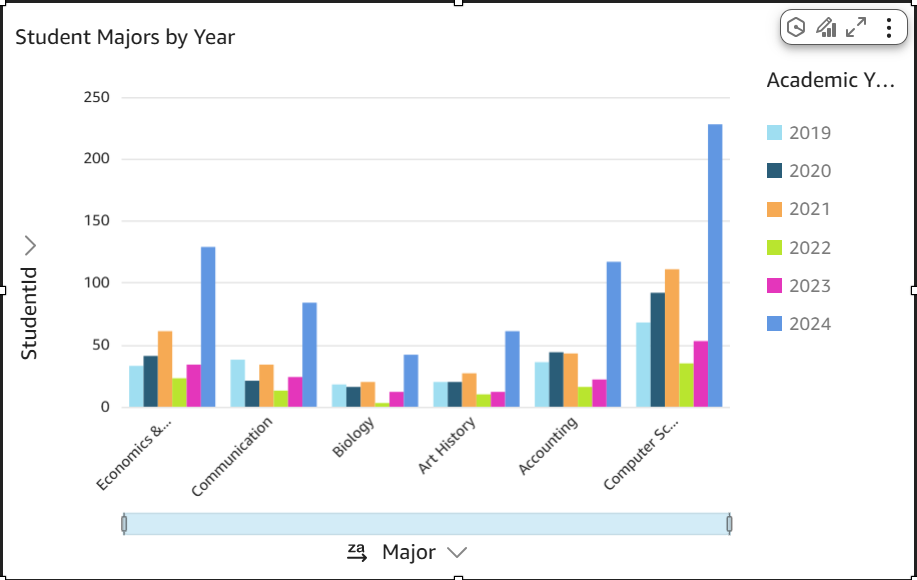 Student Majors by Year
Academic Y...
2019
2020
2021
2022
2023
2024
250
200
150
100
50
0
StudentId
Economics &...
Communication
Biology
Art History
Accounting
Computer Sc...
za
Major